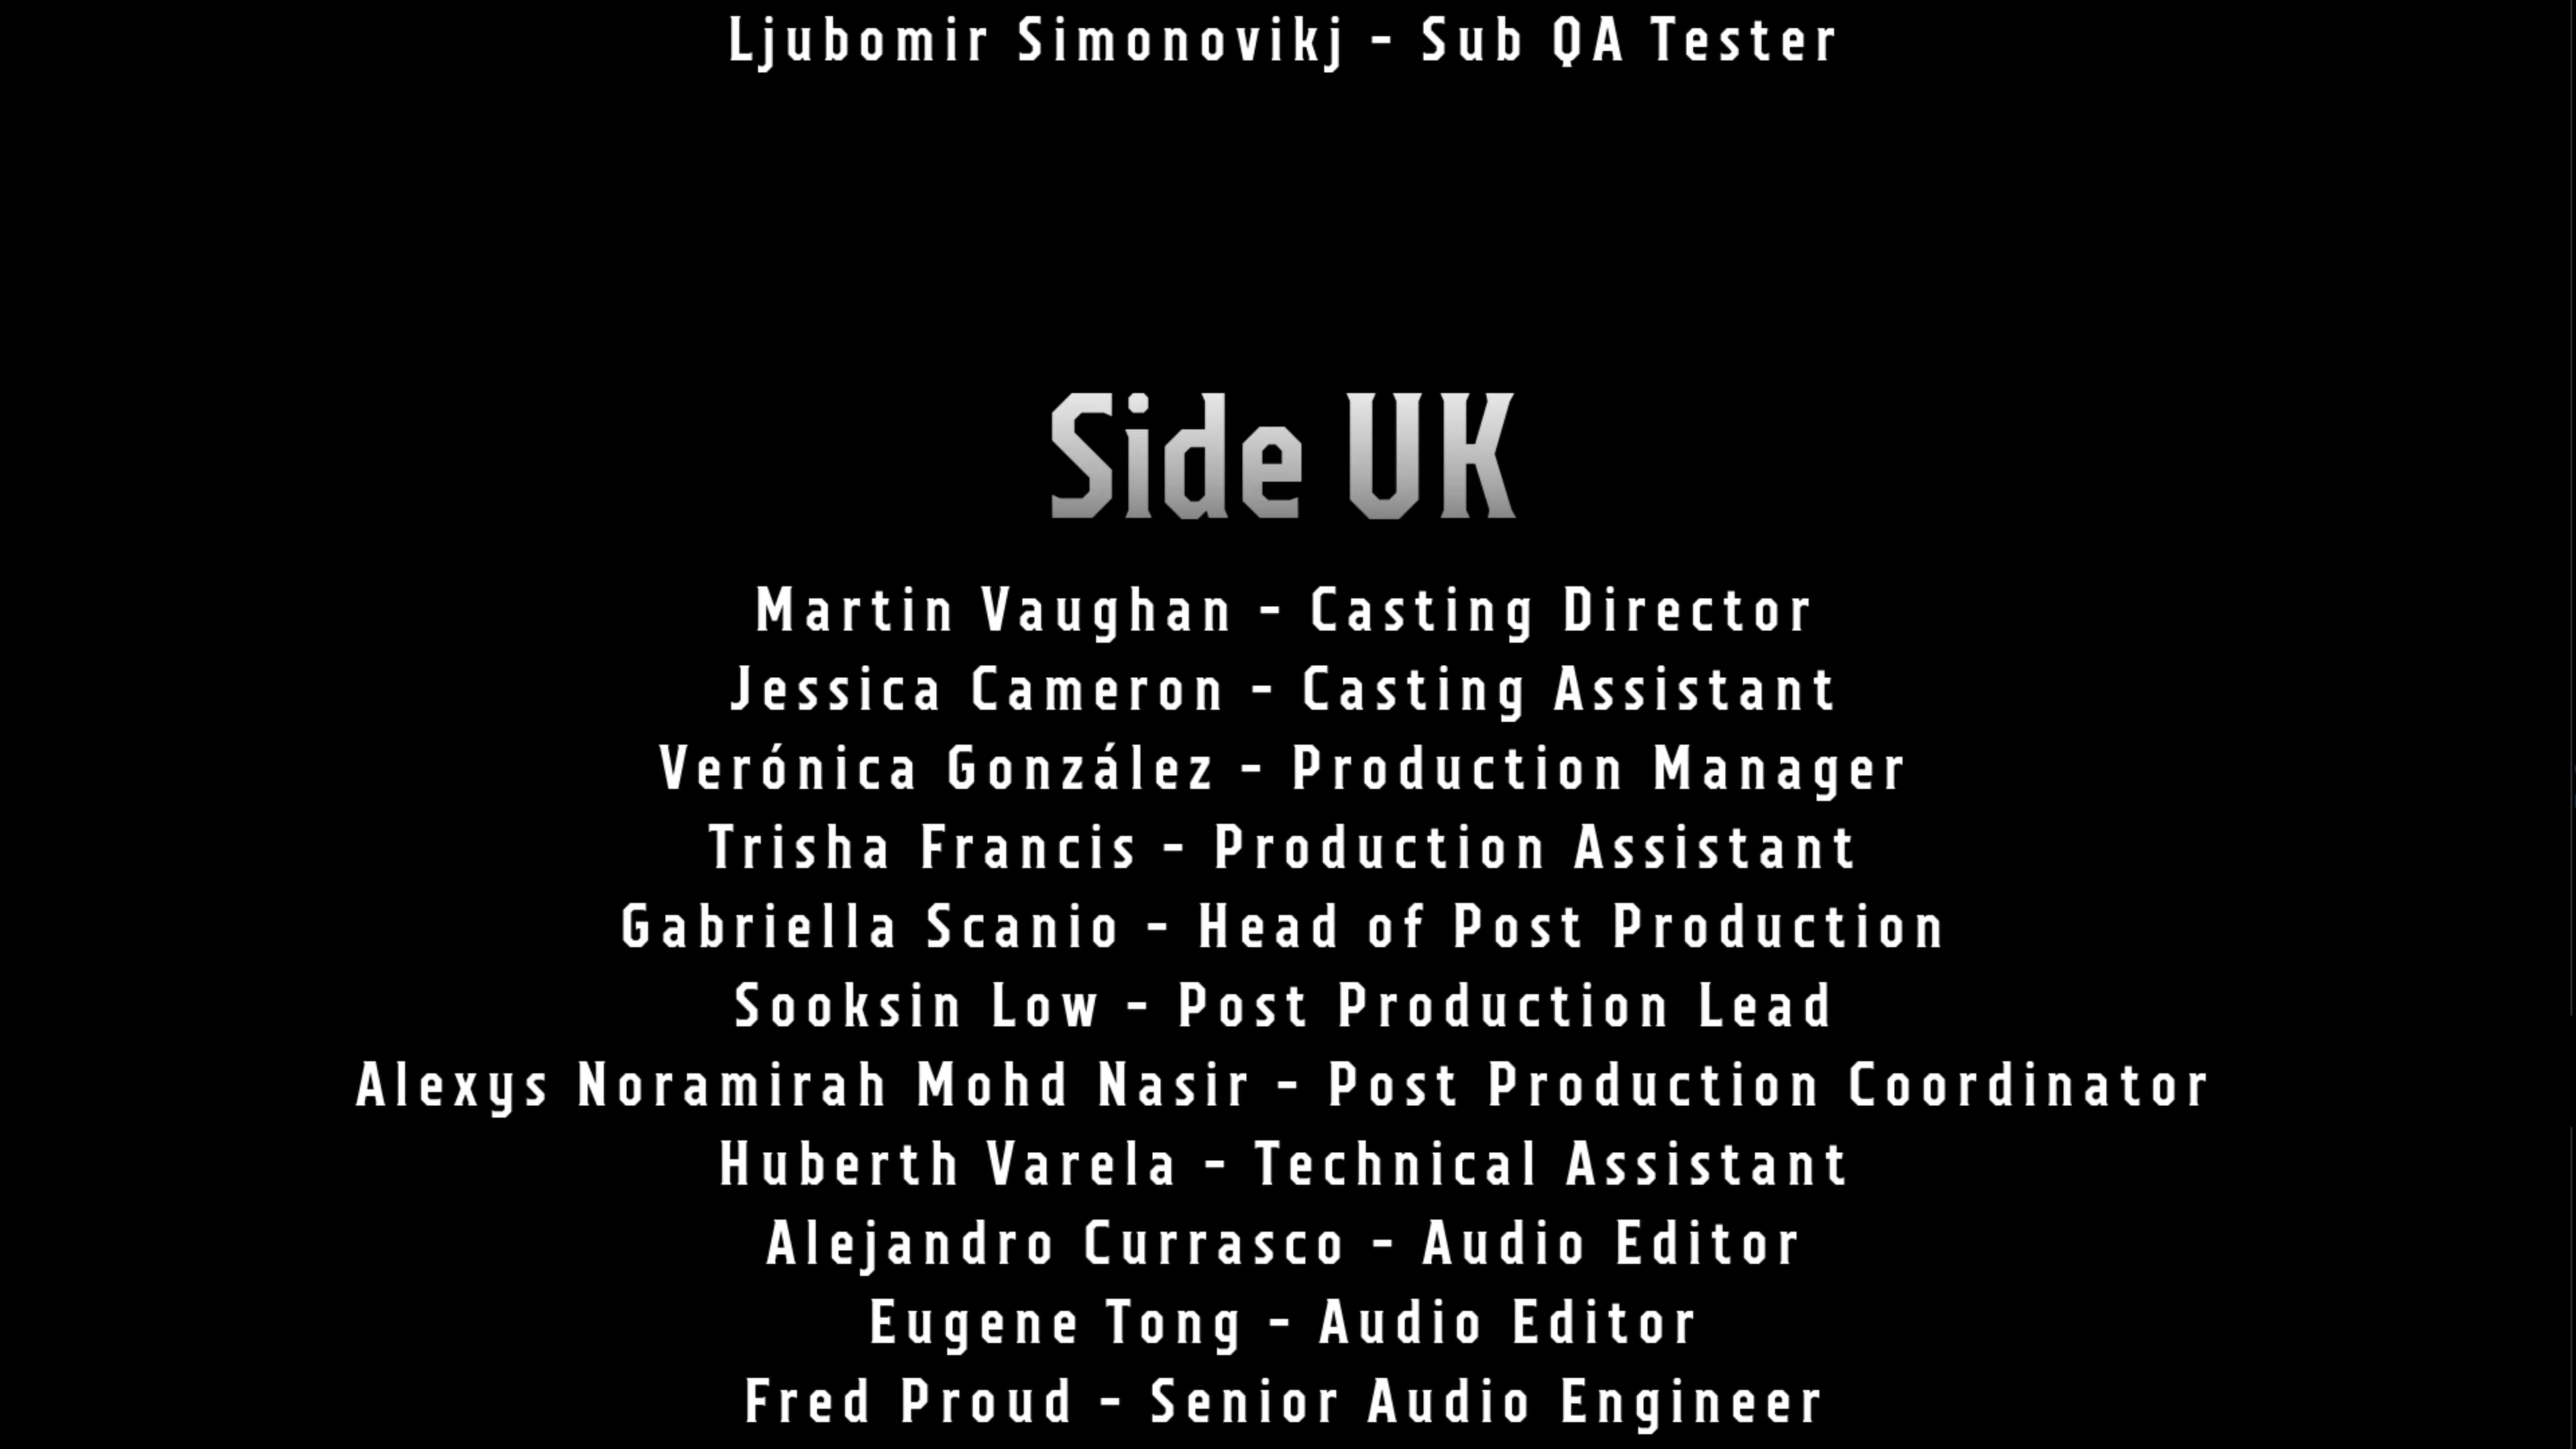 Ljubomir Simonovikj - Sub QA Tester
Side UK
Martin Vaughan - Casting Director
Jessica Cameron - Casting Assistant
Verónica González - Production Manager
Trisha Francis - Production Assistant
Gabriella Scanio - Head of Post Production
Sooksin Low - Post Production Lead
Alexys Noramirah Mohd Nasir - Post Production Coordinator
Huberth Varela - Technical Assistant
Alejandro Currasco - Audio Editor
Eugene Tong - Audio Editor
Fred Proud - Senior Audio Engineer